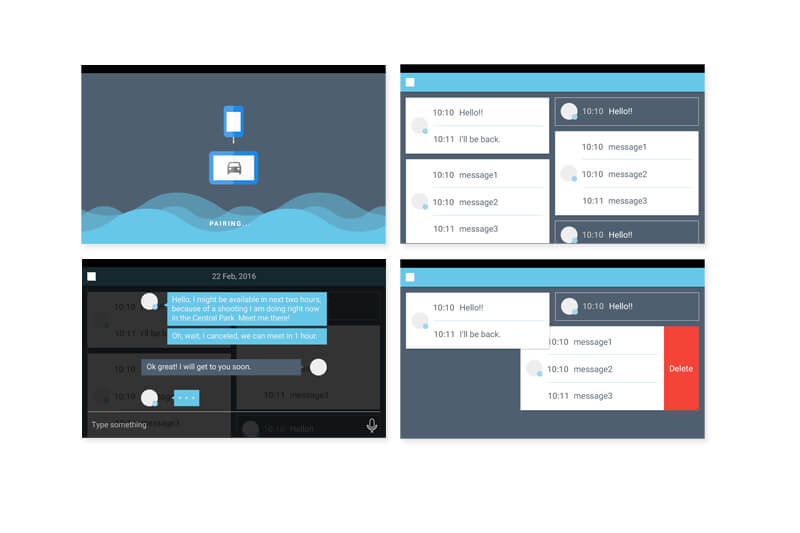 PAIRING...
10:10 Hello!!
10:11 I'll be back.
10:10 message1
10:10 message2
10:11 message3
10:10 Hello!!
10:10 message1
10:10 message2
10:11 message3
10:10 Hello!!
22 Feb, 2016
Hello, I might be available in next two hours,
because of a shooting I am doing right now
in the Central Park. Meet me there!
Oh, wait, I canceled, we can meet in 1 hour.
Ok great! I will get to you soon.
Type something
10:10
10:11 I'll be b
10:10
10:10
message3
10:11 message3
10:10 Hello!!
10:10 Hello!!
10:11 I'll be back.
10:10 Hello!!
10:10 message1
10:10 message2
10:11 message3
Delete